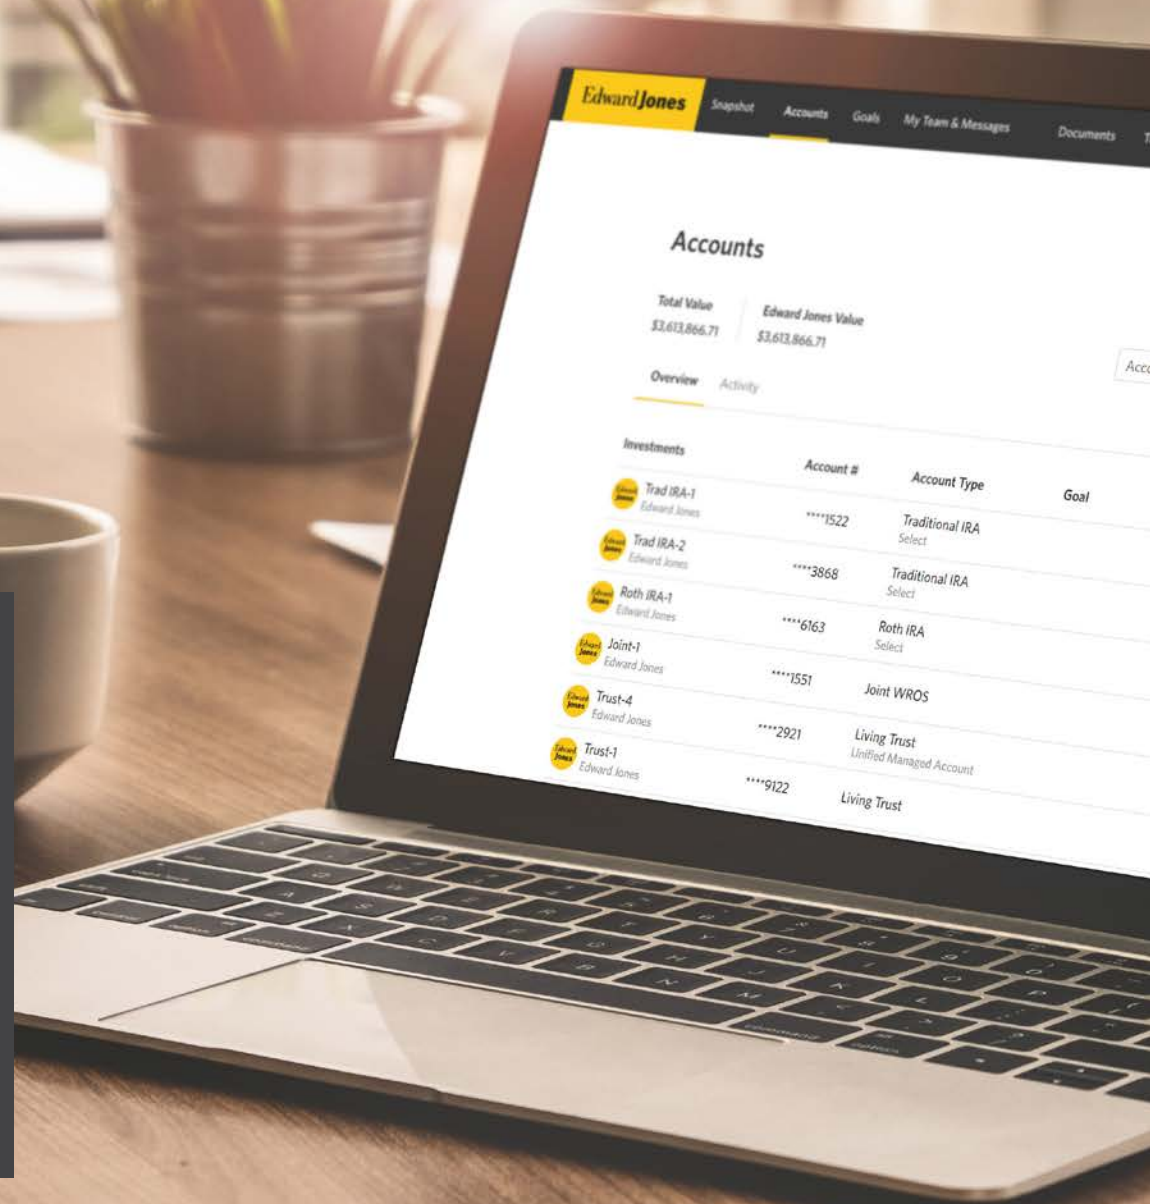 Edward Jones
Snapshot Accounts Goals My Team & Messages Documents
Accounts
Total Value Edward Jones Value
$3,613,866.71 $3,613,866.71
Acco
Overview Activity
Investments Account # Account Type Goal
Trad IRA-1 ****1522 Traditional IRA
Edward Jones Select
Trad IRA-2 ****3868 Traditional IRA
Edward Jones Select
Roth IRA-1 ****6163 Roth IRA
Edward Jones Select
Joint-1 ****1551 Joint WROS
Edward Jones
Trust-4 ****2921 Living Trust
Edward Jones Unified Managed Account
Trust-1 ****9122 Living Trust
Edward Jones